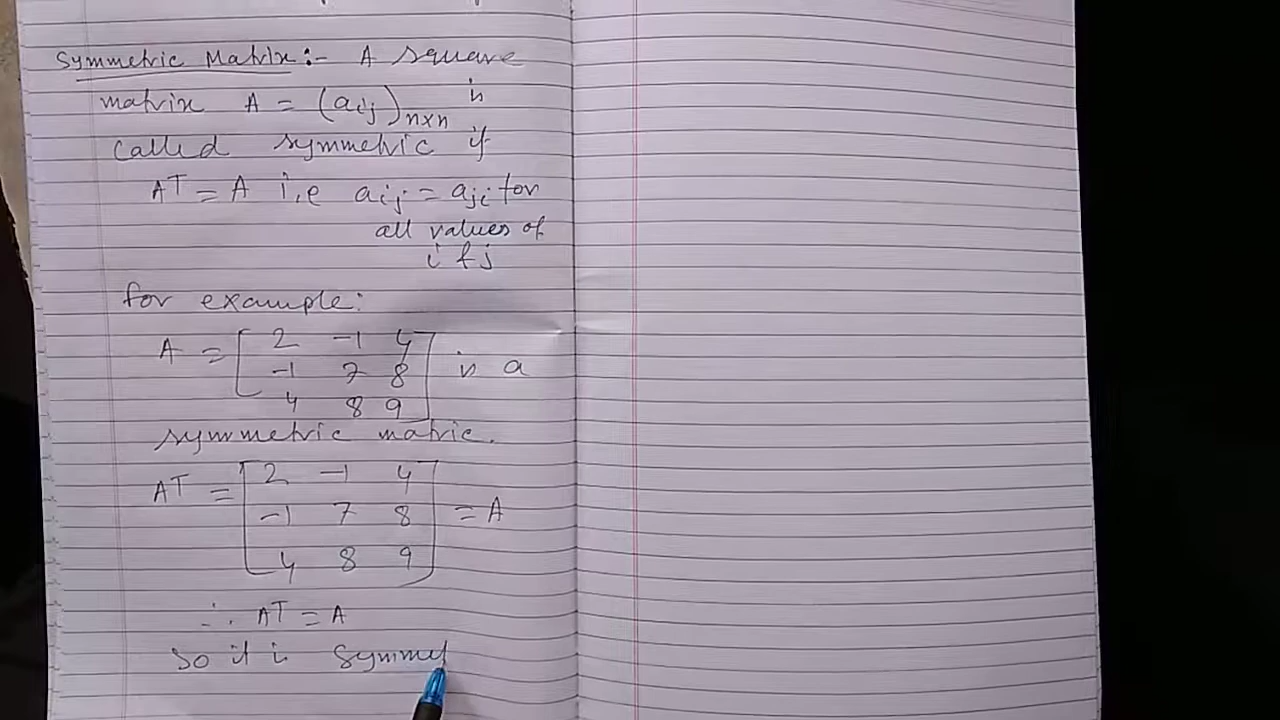 Symmetric Matrix :- A square
matrix A = (aij)n×n is
called symmetric if
AT = A i.e aij = aji for
all values of
i & j
for example:
A = [ 2 -1 4
-1 7 8 is a
4 8 9 ]
symmetric matric.
AT = [ 2 -1 4
-1 7 8 = A
4 8 9 ]
∴ AT = A
So it is symmet